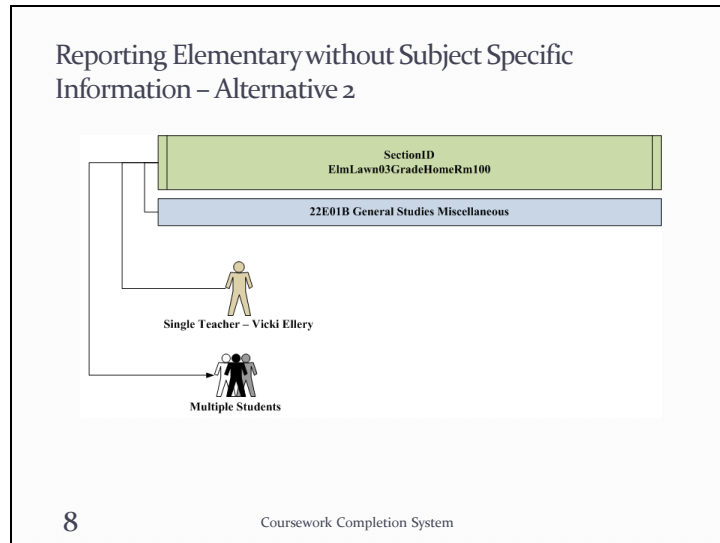 Reporting Elementary without Subject Specific
Information – Alternative 2
SectionID
ElmLawn03GradeHomeRm100
22E01B General Studies Miscellaneous
Single Teacher – Vicki Ellery
Multiple Students
8
Coursework Completion System